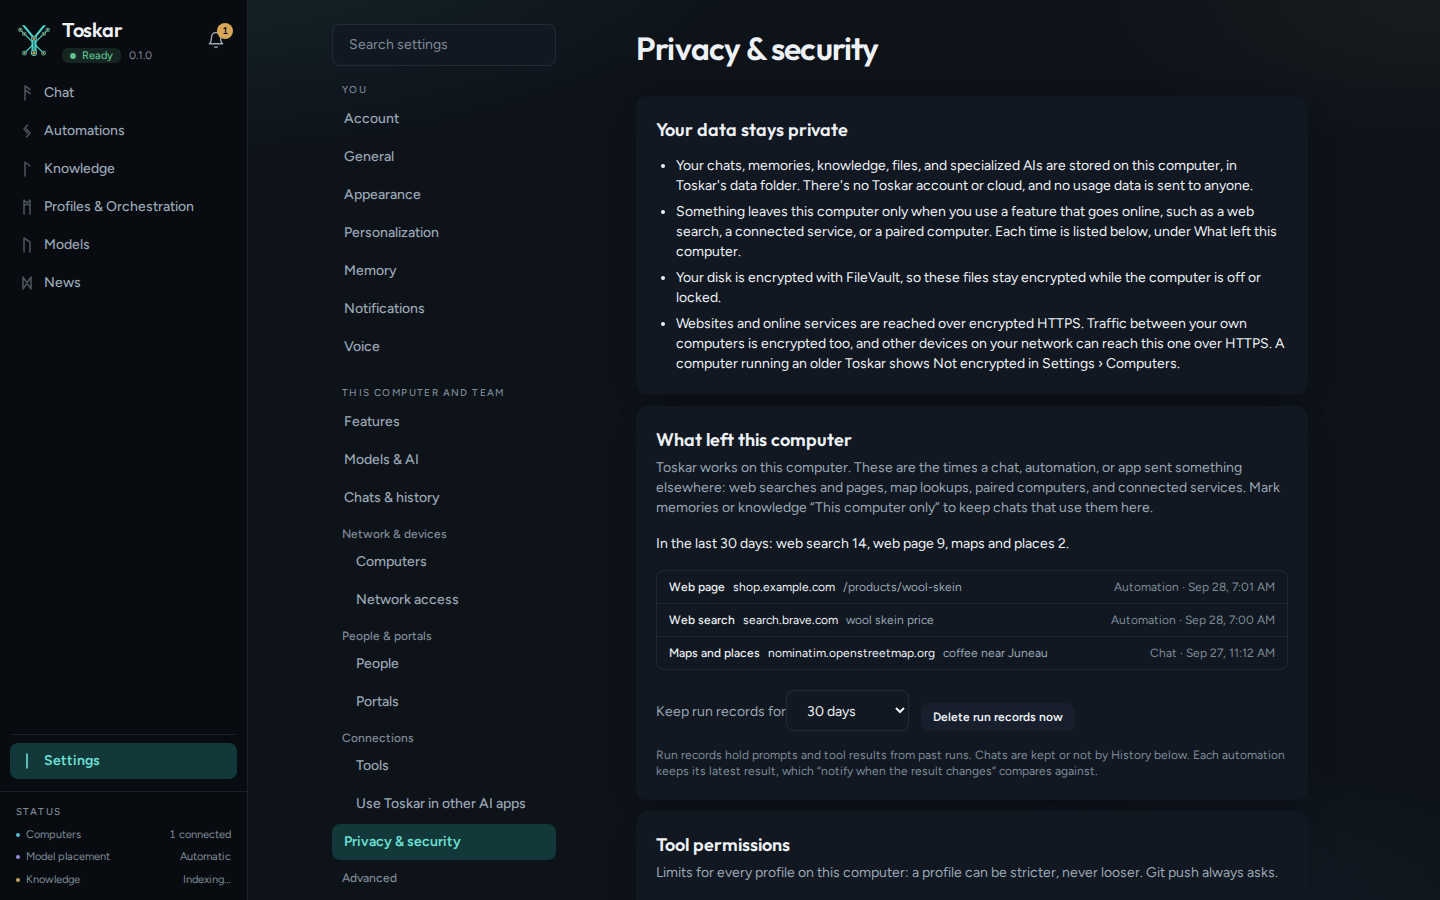 Toskar
Ready 0.1.0
1
Chat
Automations
Knowledge
Profiles & Orchestration
Models
News
Settings
STATUS
Computers 1 connected
Model placement Automatic
Knowledge Indexing…
Search settings
YOU
Account
General
Appearance
Personalization
Memory
Notifications
Voice
THIS COMPUTER AND TEAM
Features
Models & AI
Chats & history
Network & devices
Computers
Network access
People & portals
People
Portals
Connections
Tools
Use Toskar in other AI apps
Privacy & security
Advanced
Privacy & security
Your data stays private
• Your chats, memories, knowledge, files, and specialized AIs are stored on this computer, in
Toskar's data folder. There's no Toskar account or cloud, and no usage data is sent to anyone.
• Something leaves this computer only when you use a feature that goes online, such as a web
search, a connected service, or a paired computer. Each time is listed below, under What left this
computer.
• Your disk is encrypted with FileVault, so these files stay encrypted while the computer is off or
locked.
• Websites and online services are reached over encrypted HTTPS. Traffic between your own
computers is encrypted too, and other devices on your network can reach this one over HTTPS. A
computer running an older Toskar shows Not encrypted in Settings › Computers.
What left this computer
Toskar works on this computer. These are the times a chat, automation, or app sent something
elsewhere: web searches and pages, map lookups, paired computers, and connected services. Mark
memories or knowledge “This computer only” to keep chats that use them here.
In the last 30 days: web search 14, web page 9, maps and places 2.
Web page shop.example.com /products/wool-skein Automation · Sep 28, 7:01 AM
Web search search.brave.com wool skein price Automation · Sep 28, 7:00 AM
Maps and places nominatim.openstreetmap.org coffee near Juneau Chat · Sep 27, 11:12 AM
Keep run records for 30 days Delete run records now
Run records hold prompts and tool results from past runs. Chats are kept or not by History below. Each automation
keeps its latest result, which “notify when the result changes” compares against.
Tool permissions
Limits for every profile on this computer: a profile can be stricter, never looser. Git push always asks.